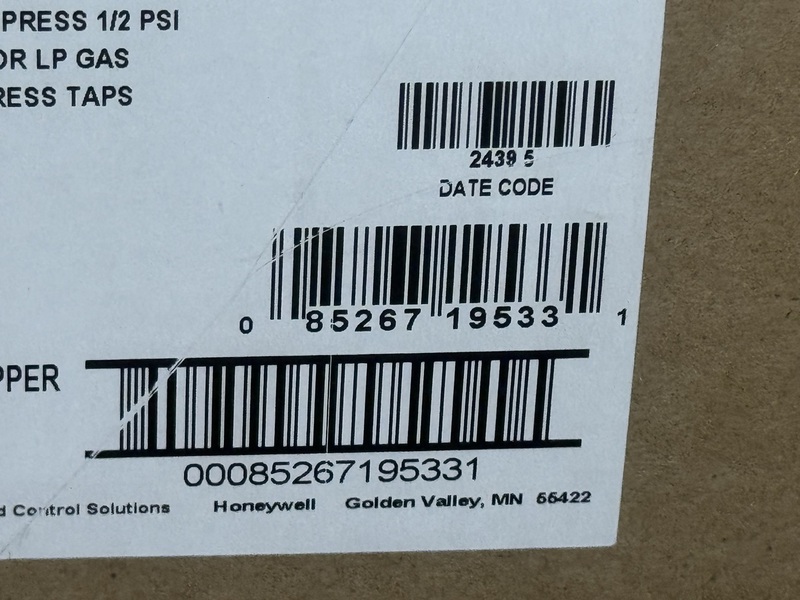 PRESS 1/2 PSI
OR LP GAS
RESS TAPS
2439 5
DATE CODE
0 85267 19533 1
PPER
00085267195331
d Control Solutions Honeywell Golden Valley, MN 55422